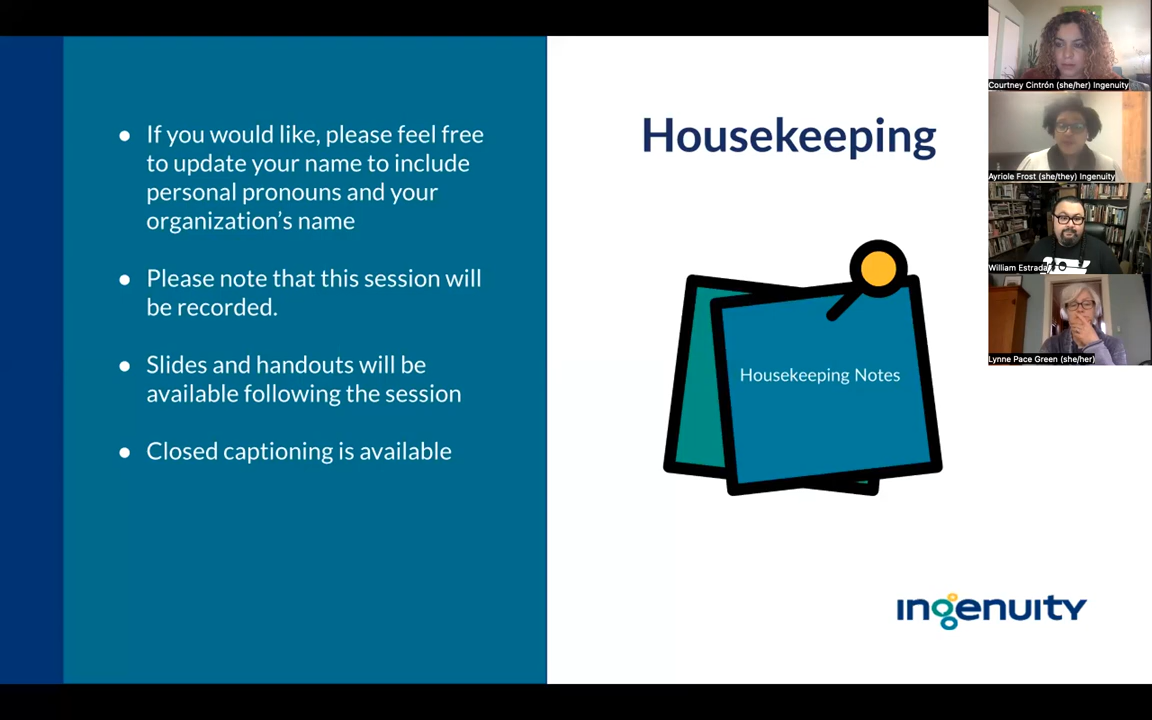 ● If you would like, please feel free
to update your name to include
personal pronouns and your
organization's name
● Please note that this session will
be recorded.
● Slides and handouts will be
available following the session
● Closed captioning is available
Housekeeping
Housekeeping Notes
ingenuity
Courtney Cintrón (she/her) Ingenuity
Ayriole Frost (she/they) Ingenuity
William Estrada
Lynne Pace Green (she/her)